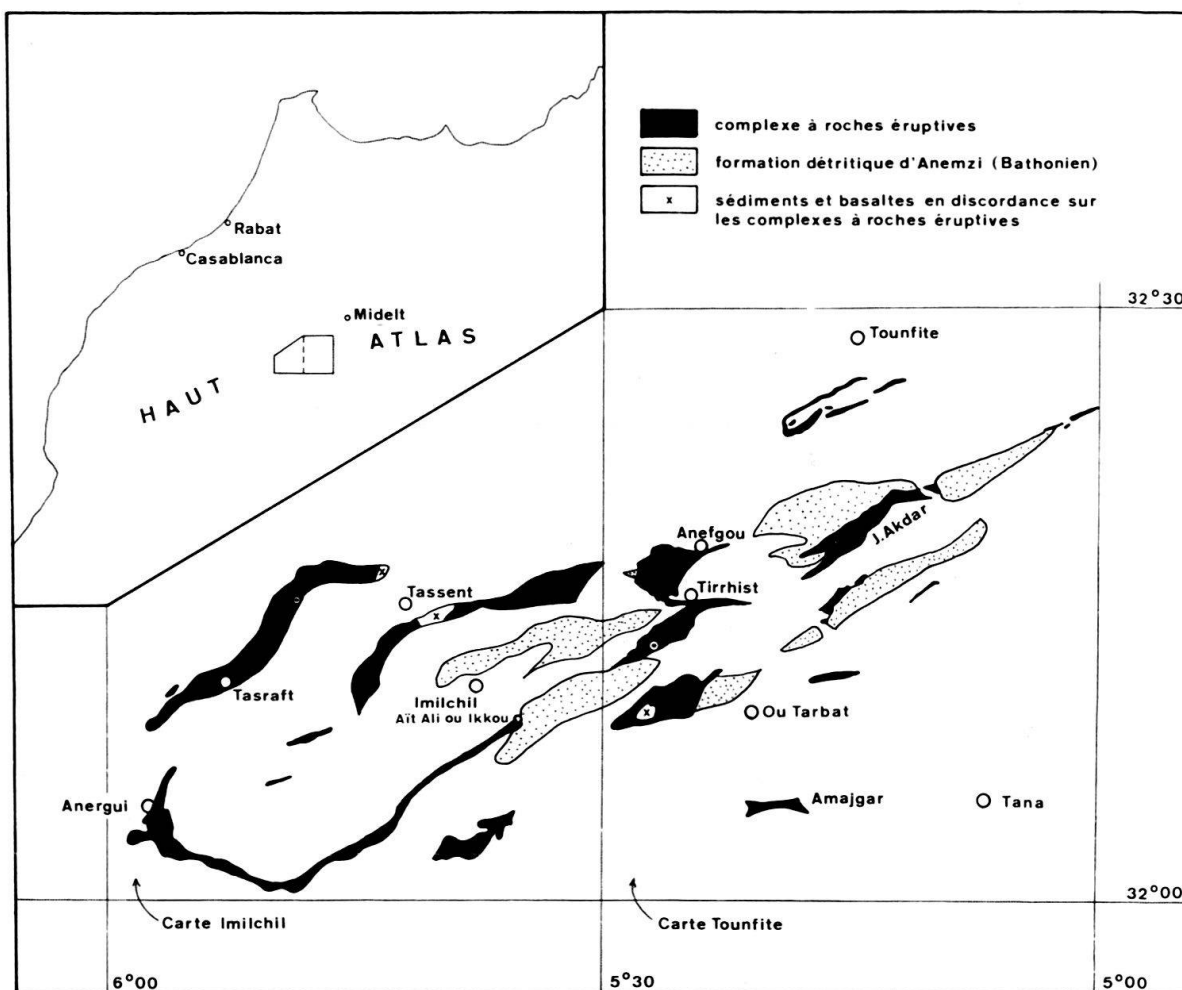 complexe à roches éruptives
formation détritique d'Anemzi (Bathonien)
x
sédiments et basaltes en discordance sur
les complexes à roches éruptives
Rabat
Casablanca
Midelt
HAUT ATLAS
32°30
Tounfite
J. Akdar
Anefgou
Tirrhist
x
Tassent
x
Tasraft
Imilchil
Aït Ali ou Ikkou
x
Ou Tarbat
Anergui
Amajgar
Tana
32°00
Carte Imilchil
Carte Tounfite
6°00
5°30
5°00